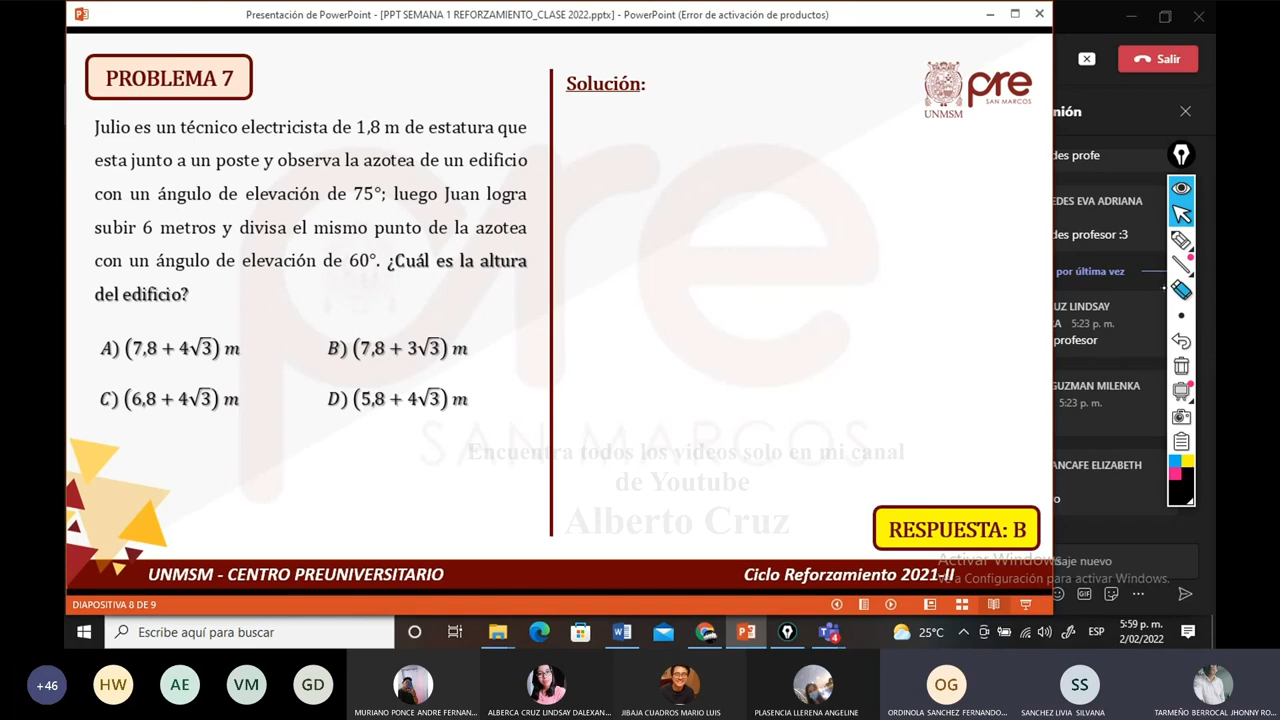 Presentación de PowerPoint - [PPT SEMANA 1 REFORZAMIENTO_CLASE 2022.pptx] - PowerPoint (Error de activación de productos)
PROBLEMA 7
Julio es un técnico electricista de 1,8 m de estatura que
esta junto a un poste y observa la azotea de un edificio
con un ángulo de elevación de 75°; luego Juan logra
subir 6 metros y divisa el mismo punto de la azotea
con un ángulo de elevación de 60°. ¿Cuál es la altura
del edificio?
A) (7,8 + 4√3) m
B) (7,8 + 3√3) m
C) (6,8 + 4√3) m
D) (5,8 + 4√3) m
Solución:
UNMSM
pre
SAN MARCOS
pre
SAN MARCOS
Encuentra todos los videos solo en mi canal
de Youtube
Alberto Cruz
RESPUESTA: B
UNMSM - CENTRO PREUNIVERSITARIO
Ciclo Reforzamiento 2021-II
DIAPOSITIVA 8 DE 9
Salir
nión
des profe
EDES EVA ADRIANA
des profesor :3
por última vez
UZ LINDSAY
A 5:23 p. m.
profesor
GUZMAN MILENKA
5:23 p. m.
ANCAFE ELIZABETH
o
saje nuevo
Activar Windows
Ve a Configuración para activar Windows.
GIF
Escribe aquí para buscar
25°C
ESP
5:59 p. m.
2/02/2022
+46
HW
AE
VM
GD
OG
SS
MURIANO PONCE ANDRE FERNAN...
ALBERCA CRUZ LINDSAY DALEXAN...
JIBAJA CUADROS MARIO LUIS
PLASENCIA LLERENA ANGELINE
ORDINOLA SANCHEZ FERNANDO...
SANCHEZ LIVIA SILVANA
TARMEÑO BERROCAL JHONNY RO...